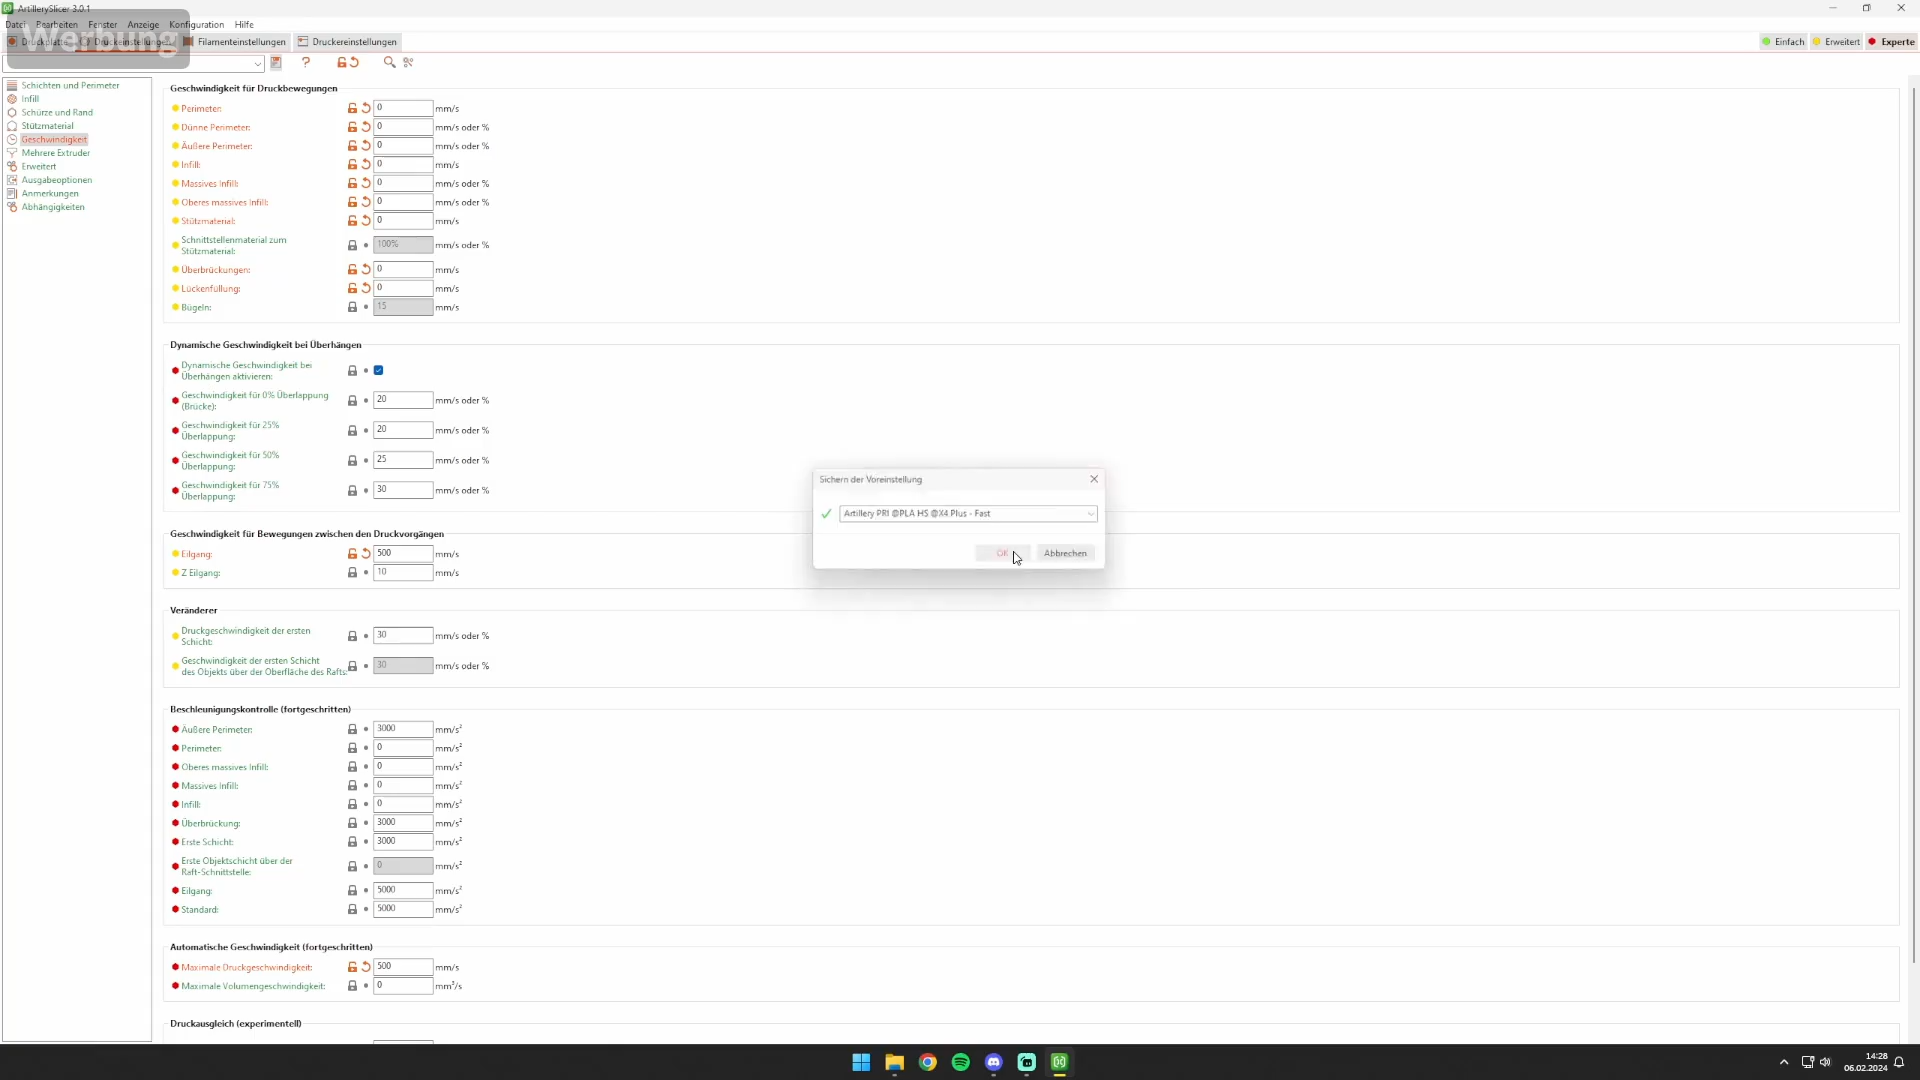 ArtillerySlicer 3.0.1
Datei Bearbeiten Fenster Anzeige Konfiguration Hilfe
Werbung
Druckplatte Druckeinstellungen Filamenteinstellungen Druckereinstellungen Einfach Erweitert Experte
Schichten und Perimeter
Infill
Schürze und Rand
Stützmaterial
Geschwindigkeit
Mehrere Extruder
Erweitert
Ausgabeoptionen
Anmerkungen
Abhängigkeiten
Geschwindigkeit für Druckbewegungen
Perimeter: 0 mm/s
Dünne Perimeter: 0 mm/s oder %
Äußere Perimeter: 0 mm/s oder %
Infill: 0 mm/s
Massives Infill: 0 mm/s oder %
Oberes massives Infill: 0 mm/s oder %
Stützmaterial: 0 mm/s
Schnittstellenmaterial zum
Stützmaterial: 100% mm/s oder %
Überbrückungen: 0 mm/s
Lückenfüllung: 0 mm/s
Bügeln: 15 mm/s
Dynamische Geschwindigkeit bei Überhängen
Dynamische Geschwindigkeit bei
Überhängen aktivieren:
Geschwindigkeit für 0% Überlappung
(Brücke): 20 mm/s oder %
Geschwindigkeit für 25%
Überlappung: 20 mm/s oder %
Geschwindigkeit für 50%
Überlappung: 25 mm/s oder %
Geschwindigkeit für 75%
Überlappung: 30 mm/s oder %
Sichern der Voreinstellung
Artillery PR1 @PLA HS @X4 Plus - Fast
OK Abbrechen
Geschwindigkeit für Bewegungen zwischen den Druckvorgängen
Eilgang: 500 mm/s
Z Eilgang: 10 mm/s
Veränderer
Druckgeschwindigkeit der ersten
Schicht: 30 mm/s oder %
Geschwindigkeit der ersten Schicht
des Objekts über der Oberfläche des Rafts: 30 mm/s oder %
Beschleunigungskontrolle (fortgeschritten)
Äußere Perimeter: 3000 mm/s²
Perimeter: 0 mm/s²
Oberes massives Infill: 0 mm/s²
Massives Infill: 0 mm/s²
Infill: 0 mm/s²
Überbrückung: 3000 mm/s²
Erste Schicht: 3000 mm/s²
Erste Objektschicht über der
Raft-Schnittstelle: 0 mm/s²
Eilgang: 5000 mm/s²
Standard: 5000 mm/s²
Automatische Geschwindigkeit (fortgeschritten)
Maximale Druckgeschwindigkeit: 500 mm/s
Maximale Volumengeschwindigkeit: 0 mm³/s
Druckausgleich (experimentell)
14:28
06.02.2024